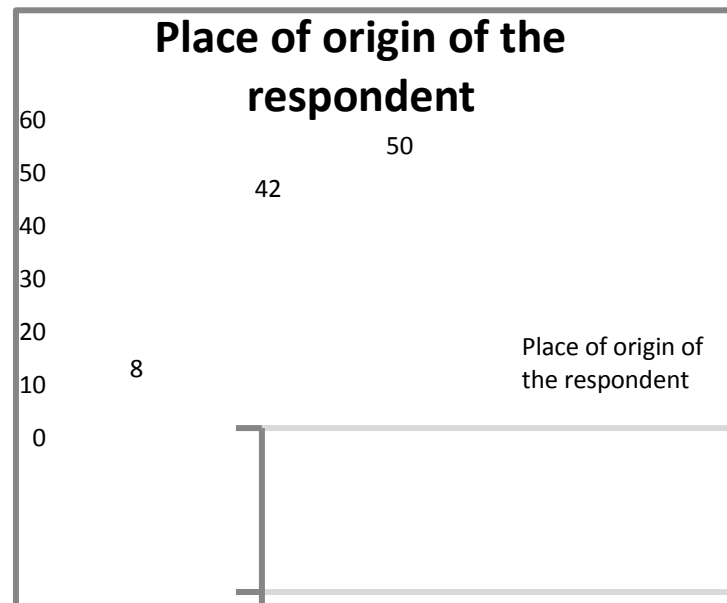 Place of origin of the
respondent
60
50
50
42
40
30
20
Place of origin of
the respondent
8
10
0